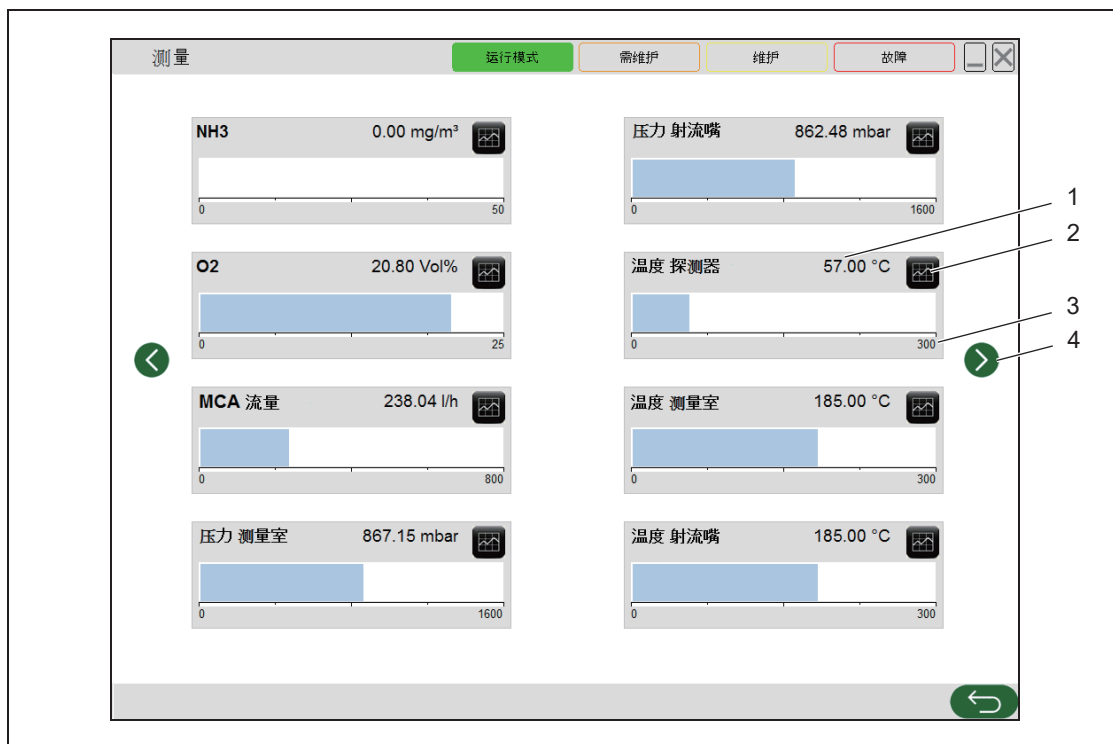 测量
运行模式
需维护
维护
故障
NH3 0.00 mg/m³
0 50
O2 20.80 Vol%
0 25
MCA 流量 238.04 l/h
0 800
压力 测量室 867.15 mbar
0 1600
压力 射流嘴 862.48 mbar
0 1600
温度 探测器 57.00 °C
0 300
温度 测量室 185.00 °C
0 300
温度 射流嘴 185.00 °C
0 300
1
2
3
4